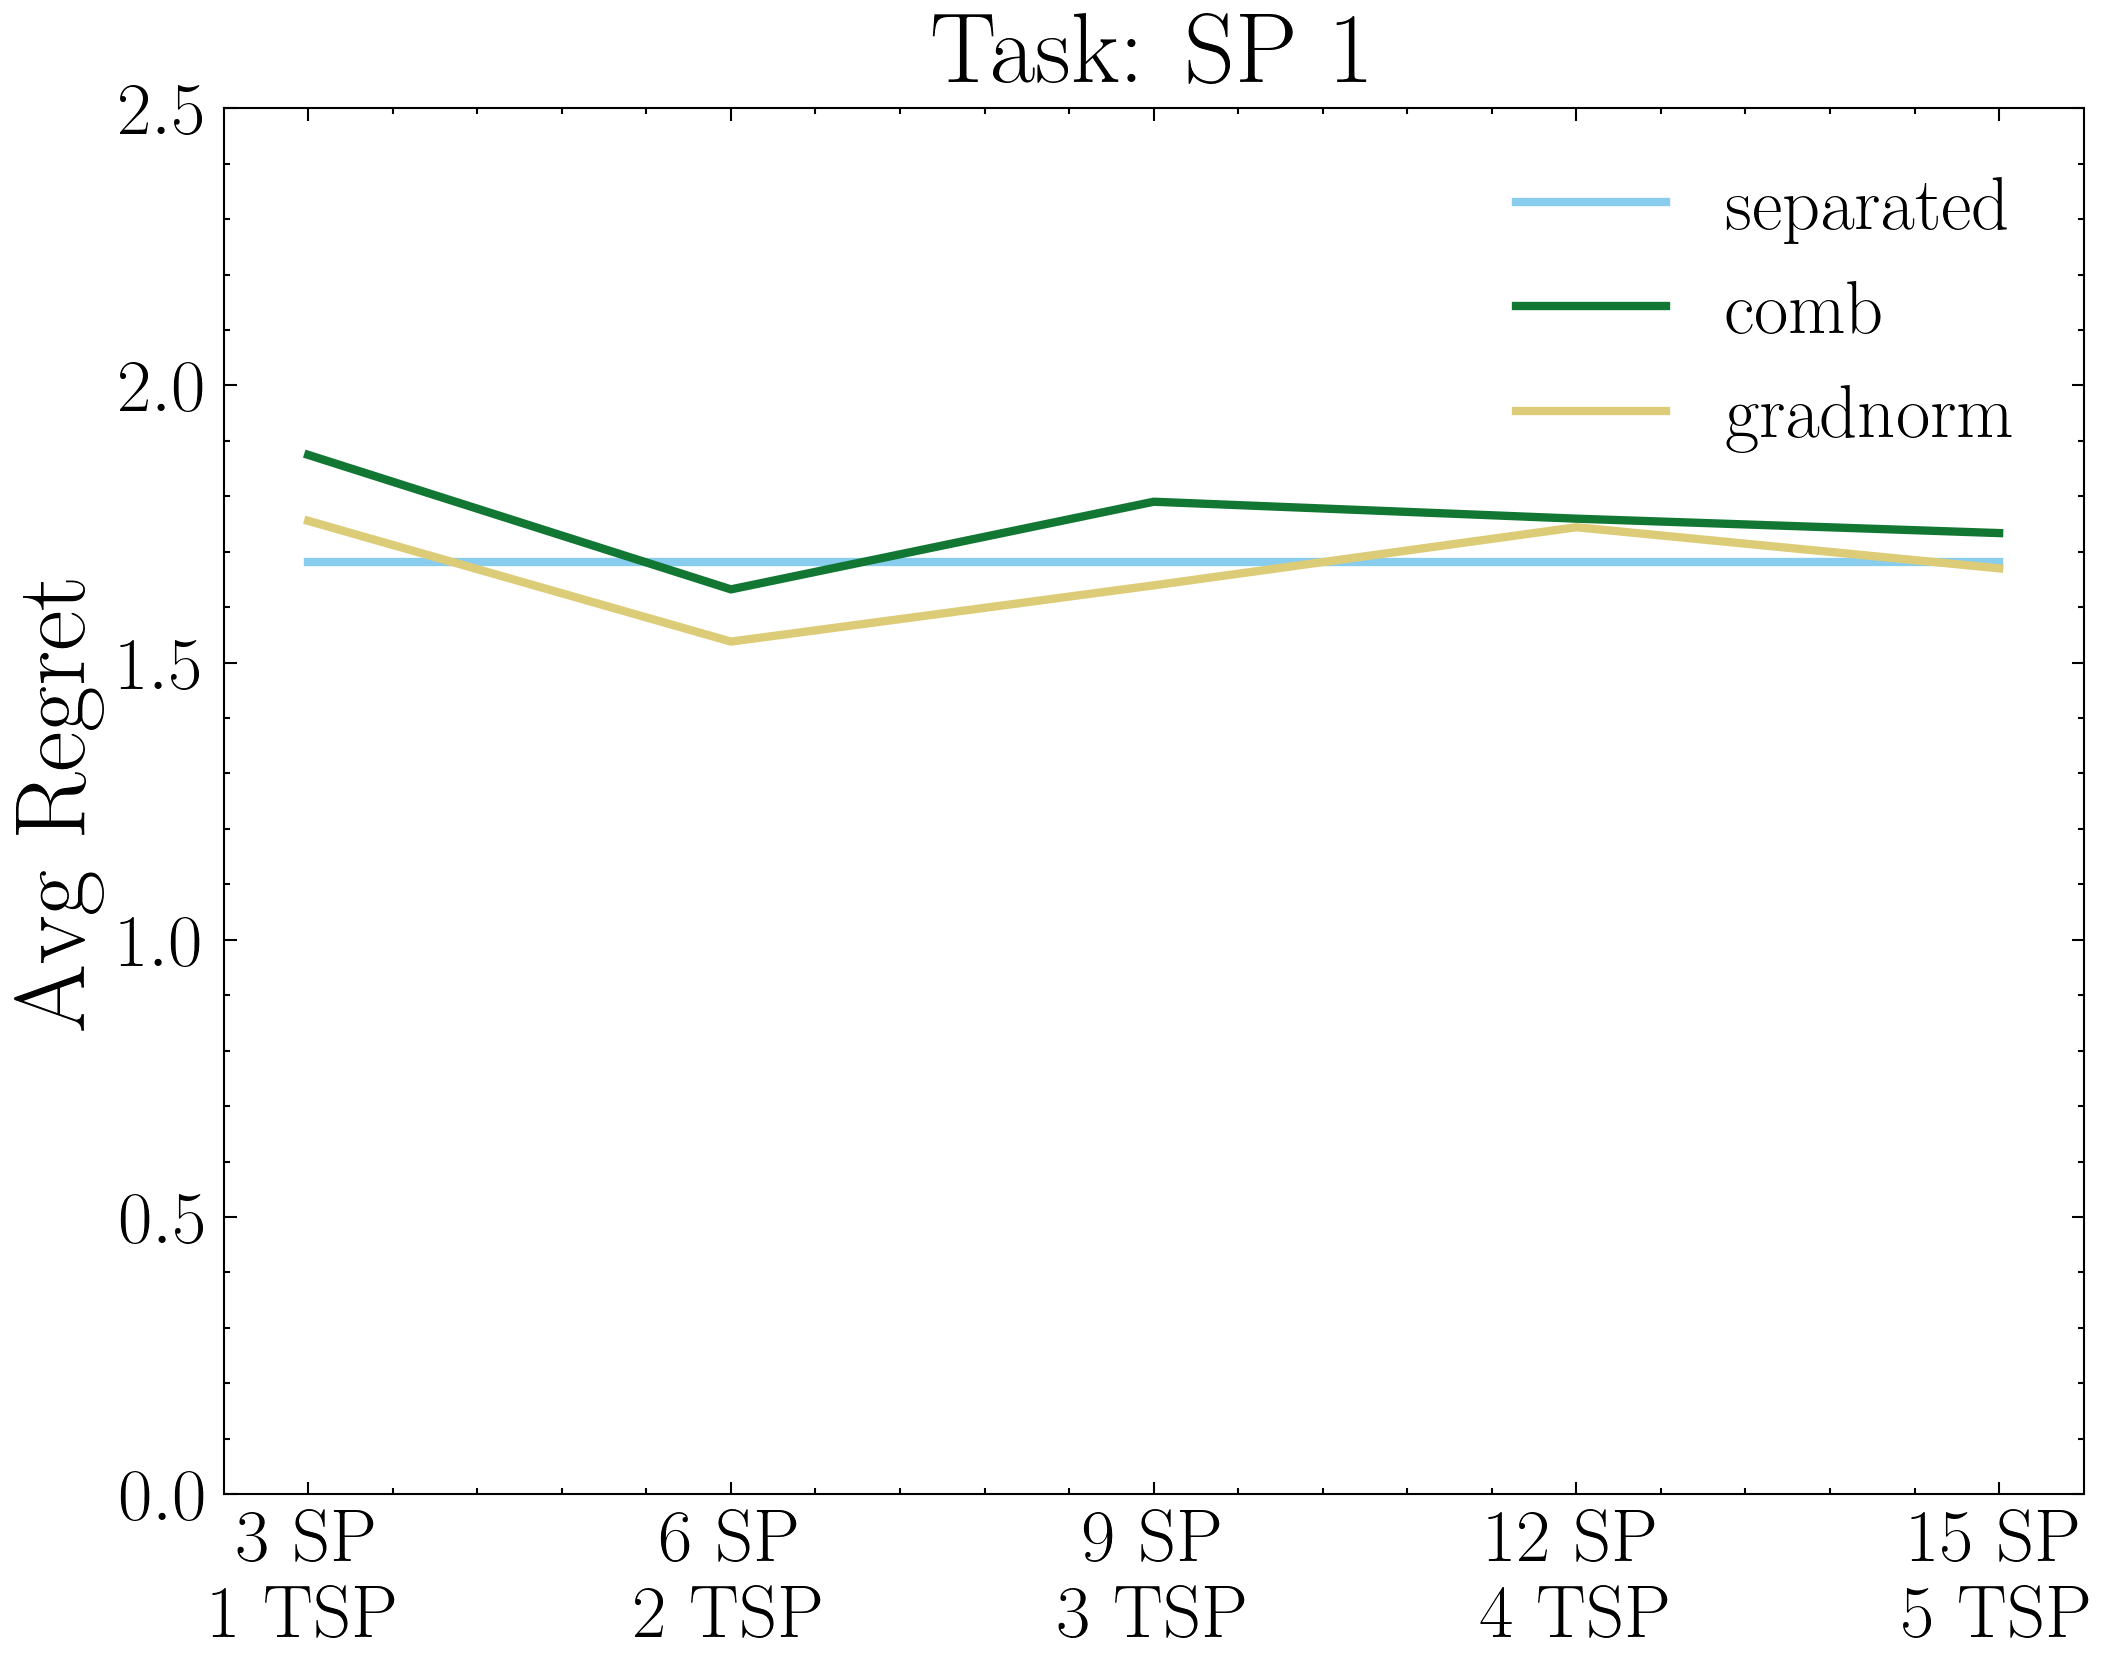 Task: SP 1
2.5
2.0
1.5
1.0
0.5
0.0
Avg Regret
separated
comb
gradnorm
3 SP
1 TSP
6 SP
2 TSP
9 SP
3 TSP
12 SP
4 TSP
15 SP
5 TSP